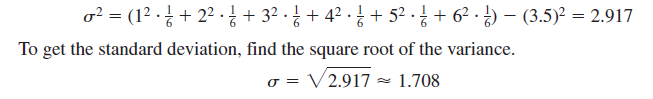 σ² = (1² · 1/6 + 2² · 1/6 + 3² · 1/6 + 4² · 1/6 + 5² · 1/6 + 6² · 1/6) − (3.5)² = 2.917
To get the standard deviation, find the square root of the variance.
σ = √2.917 ≈ 1.708